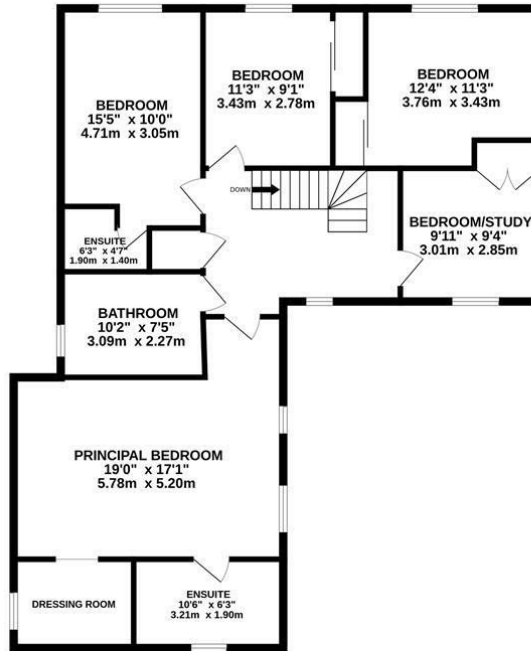 BEDROOM
15'5" x 10'0"
4.71m x 3.05m
BEDROOM
11'3" x 9'1"
3.43m x 2.78m
BEDROOM
12'4" x 11'3"
3.76m x 3.43m
DOWN
BEDROOM/STUDY
9'11" x 9'4"
3.01m x 2.85m
ENSUITE
6'3" x 4'7"
1.90m x 1.40m
BATHROOM
10'2" x 7'5"
3.09m x 2.27m
PRINCIPAL BEDROOM
19'0" x 17'1"
5.78m x 5.20m
DRESSING ROOM
ENSUITE
10'6" x 6'3"
3.21m x 1.90m